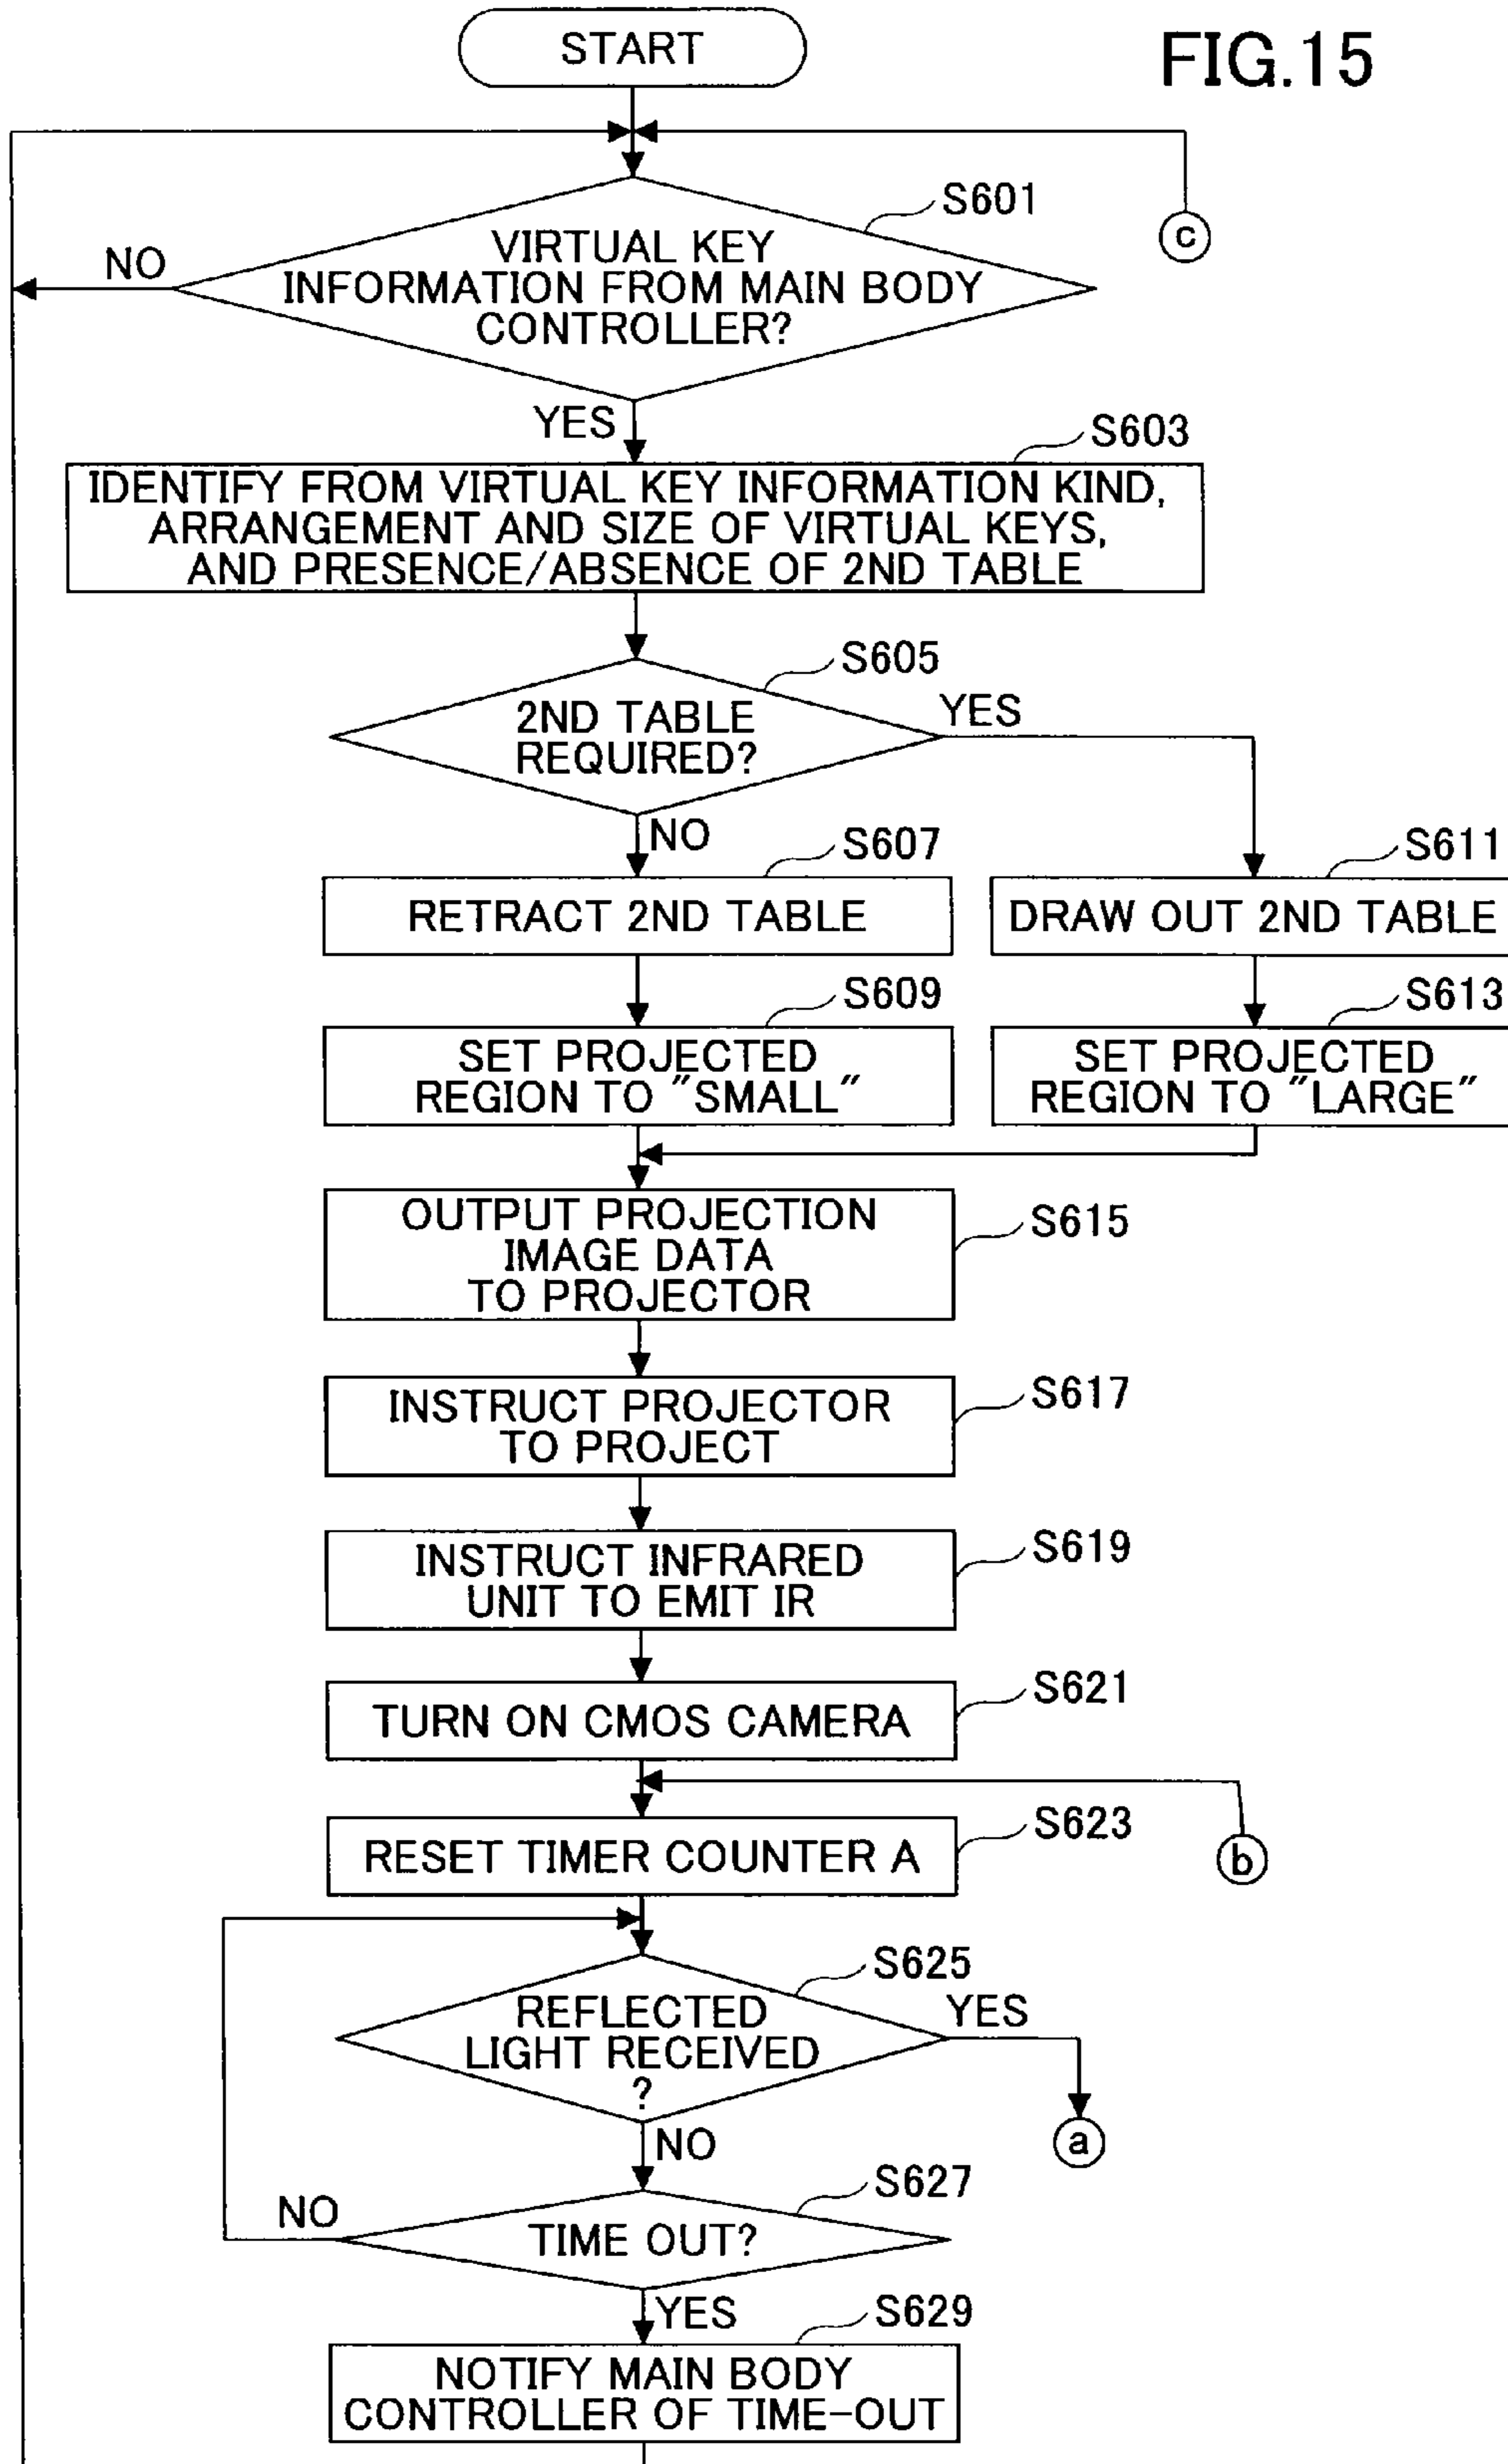 START
FIG.15
S601
VIRTUAL KEY
INFORMATION FROM MAIN BODY
CONTROLLER?
NO
c
YES
S603
IDENTIFY FROM VIRTUAL KEY INFORMATION KIND,
ARRANGEMENT AND SIZE OF VIRTUAL KEYS,
AND PRESENCE/ABSENCE OF 2ND TABLE
S605
2ND TABLE
REQUIRED?
YES
NO
S607
RETRACT 2ND TABLE
S611
DRAW OUT 2ND TABLE
S609
SET PROJECTED
REGION TO "SMALL"
S613
SET PROJECTED
REGION TO "LARGE"
OUTPUT PROJECTION
IMAGE DATA
TO PROJECTOR
S615
INSTRUCT PROJECTOR
TO PROJECT
S617
INSTRUCT INFRARED
UNIT TO EMIT IR
S619
TURN ON CMOS CAMERA
S621
RESET TIMER COUNTER A
S623
b
S625
REFLECTED
LIGHT RECEIVED
?
YES
a
NO
S627
TIME OUT?
NO
YES
S629
NOTIFY MAIN BODY
CONTROLLER OF TIME-OUT